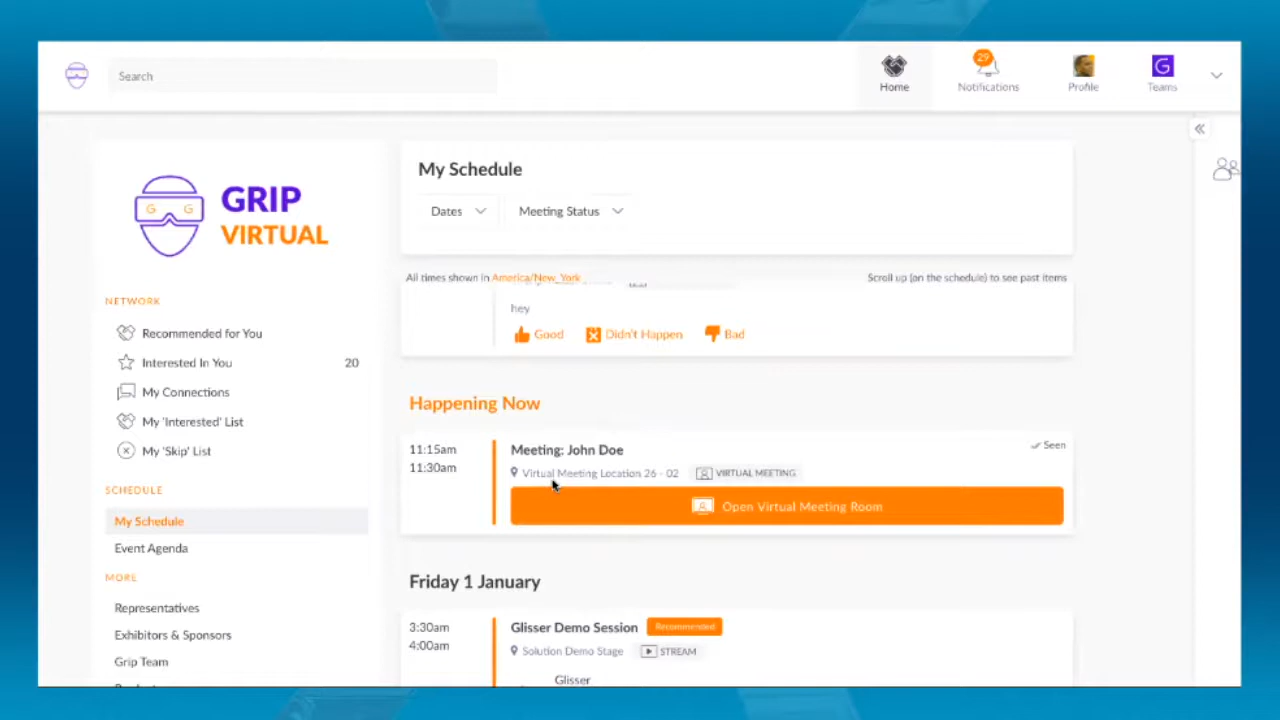 Search
Home
29
Notifications
Profile
G
Teams
G G
GRIP
VIRTUAL
NETWORK
Recommended for You
Interested In You 20
My Connections
My 'Interested' List
My 'Skip' List
SCHEDULE
My Schedule
Event Agenda
MORE
Representatives
Exhibitors & Sponsors
Grip Team
My Schedule
Dates
Meeting Status
All times shown in America/New_York
Scroll up (on the schedule) to see past items
hey
Good Didn't Happen Bad
Happening Now
11:15am
11:30am
Meeting: John Doe
Seen
Virtual Meeting Location 26 - 02 VIRTUAL MEETING
Open Virtual Meeting Room
Friday 1 January
3:30am
4:00am
Glisser Demo Session Recommended
Solution Demo Stage STREAM
Glisser